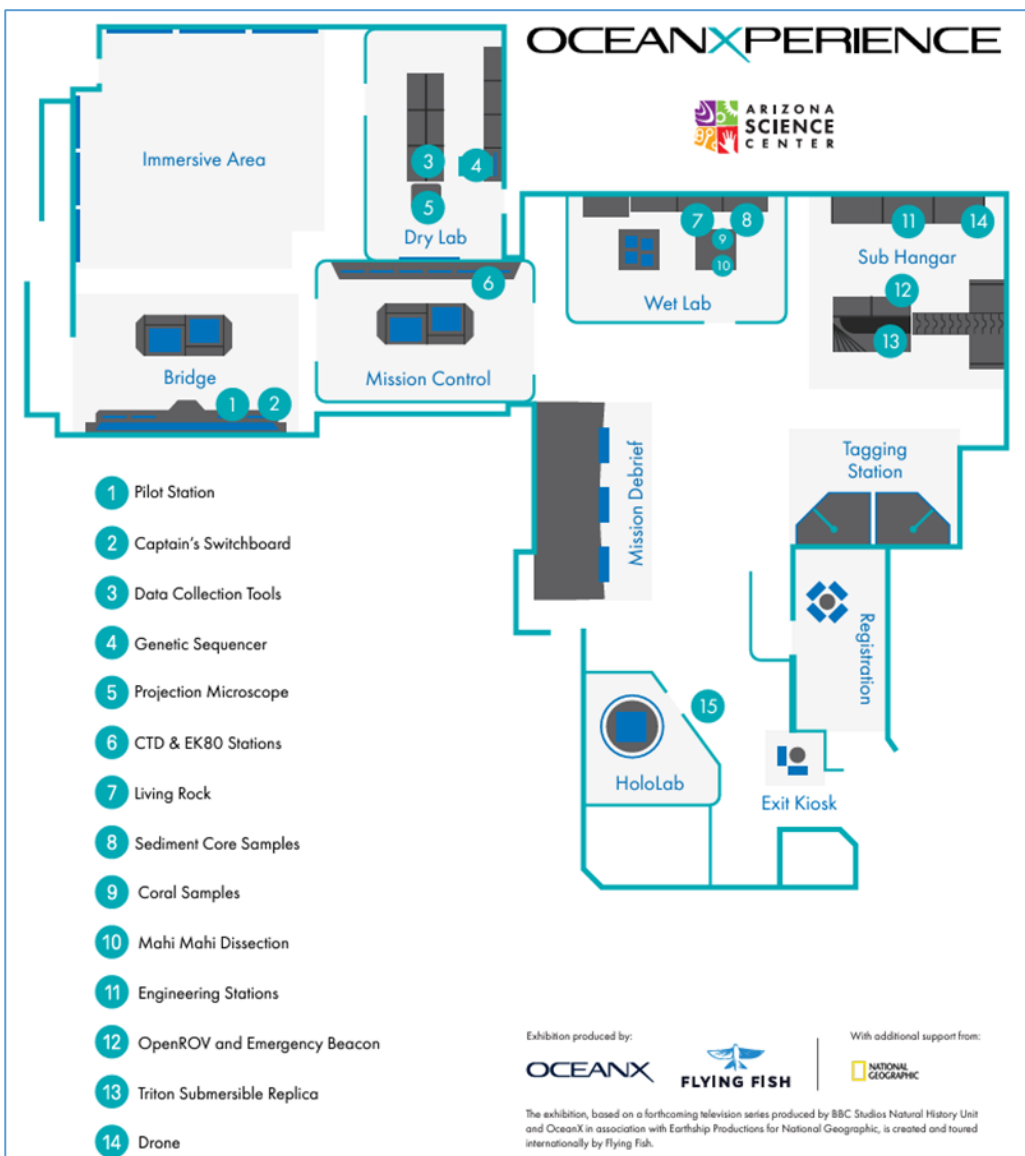 OCEANXPERIENCE
ARIZONA
SCIENCE
CENTER
Immersive Area
3
4
5
Dry Lab
6
7
8
9
10
Wet Lab
11
14
Sub Hangar
12
13
Bridge
1
2
Mission Control
Mission Debrief
Tagging
Station
Registration
15
HoloLab
Exit Kiosk
1 Pilot Station
2 Captain's Switchboard
3 Data Collection Tools
4 Genetic Sequencer
5 Projection Microscope
6 CTD & EK80 Stations
7 Living Rock
8 Sediment Core Samples
9 Coral Samples
10 Mahi Mahi Dissection
11 Engineering Stations
12 OpenROV and Emergency Beacon
13 Triton Submersible Replica
14 Drone
Exhibition produced by:
OCEANX
FLYING FISH
With additional support from:
NATIONAL
GEOGRAPHIC
The exhibition, based on a forthcoming television series produced by BBC Studios Natural History Unit
and OceanX in association with Earthship Productions for National Geographic, is created and toured
internationally by Flying Fish.